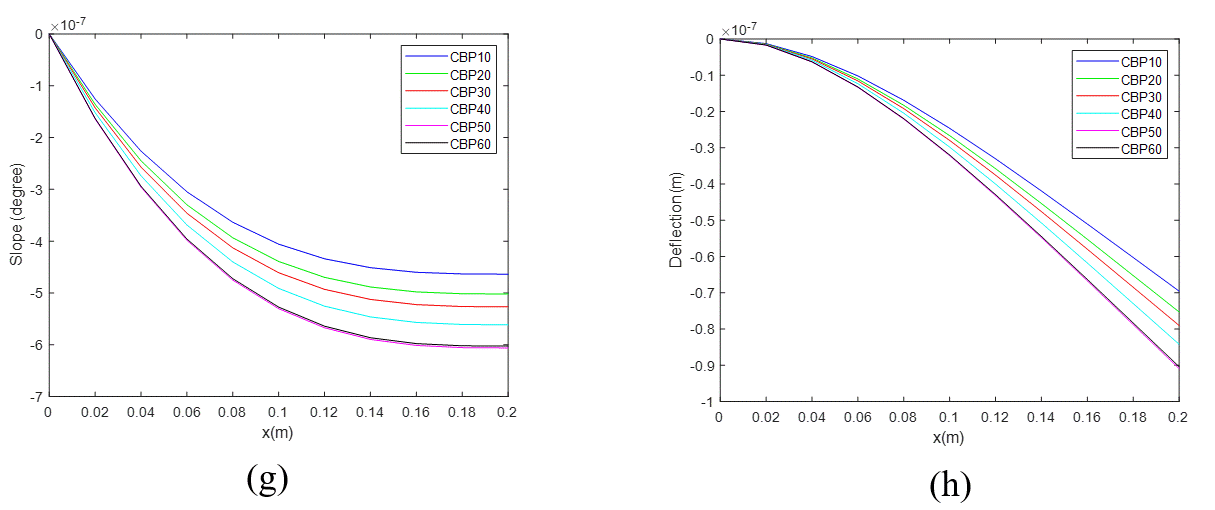 ×10⁻⁷
0
-1
-2
-3
-4
-5
-6
-7
Slope (degree)
0 0.02 0.04 0.06 0.08 0.1 0.12 0.14 0.16 0.18 0.2
x(m)
CBP10
CBP20
CBP30
CBP40
CBP50
CBP60
(g)
×10⁻⁷
0
-0.1
-0.2
-0.3
-0.4
-0.5
-0.6
-0.7
-0.8
-0.9
-1
Deflection (m)
0 0.02 0.04 0.06 0.08 0.1 0.12 0.14 0.16 0.18 0.2
x(m)
CBP10
CBP20
CBP30
CBP40
CBP50
CBP60
(h)